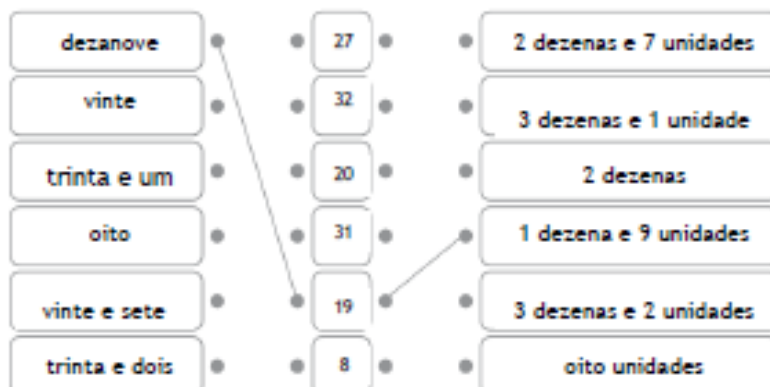 dezanove 27 2 dezenas e 7 unidades
vinte 32 3 dezenas e 1 unidade
trinta e um 20 2 dezenas
oito 31 1 dezena e 9 unidades
vinte e sete 19 3 dezenas e 2 unidades
trinta e dois 8 oito unidades